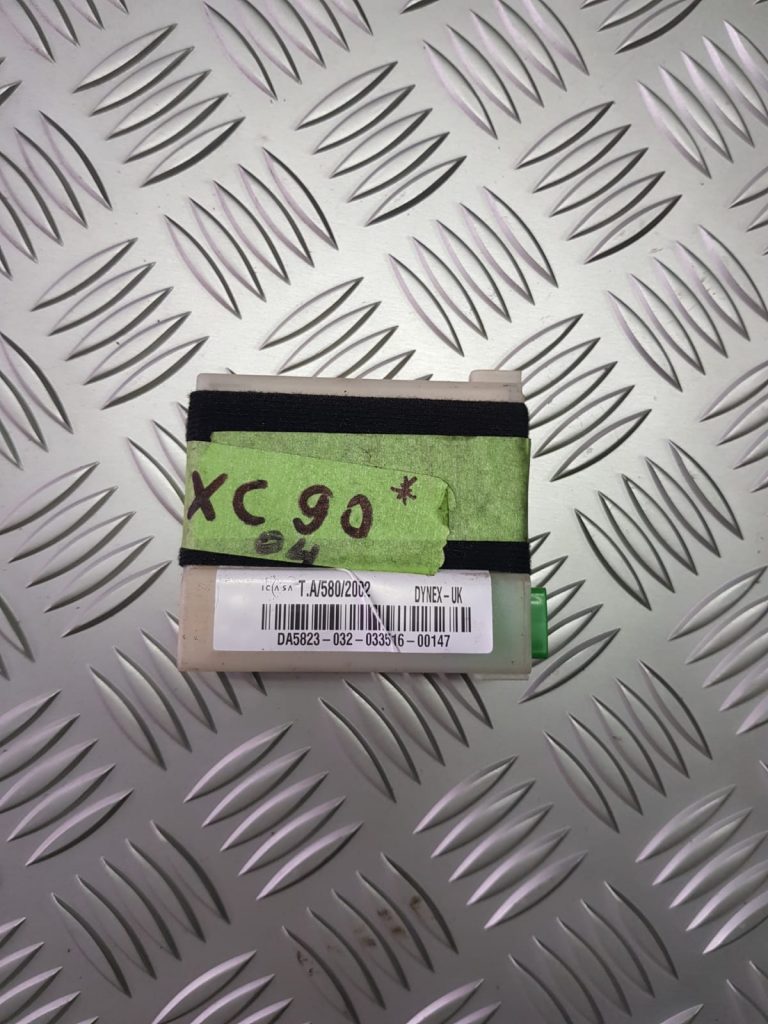 XC 90*
04
ICASA T.A/580/2002 DYNEX-UK
DA5823-032-033516-00147